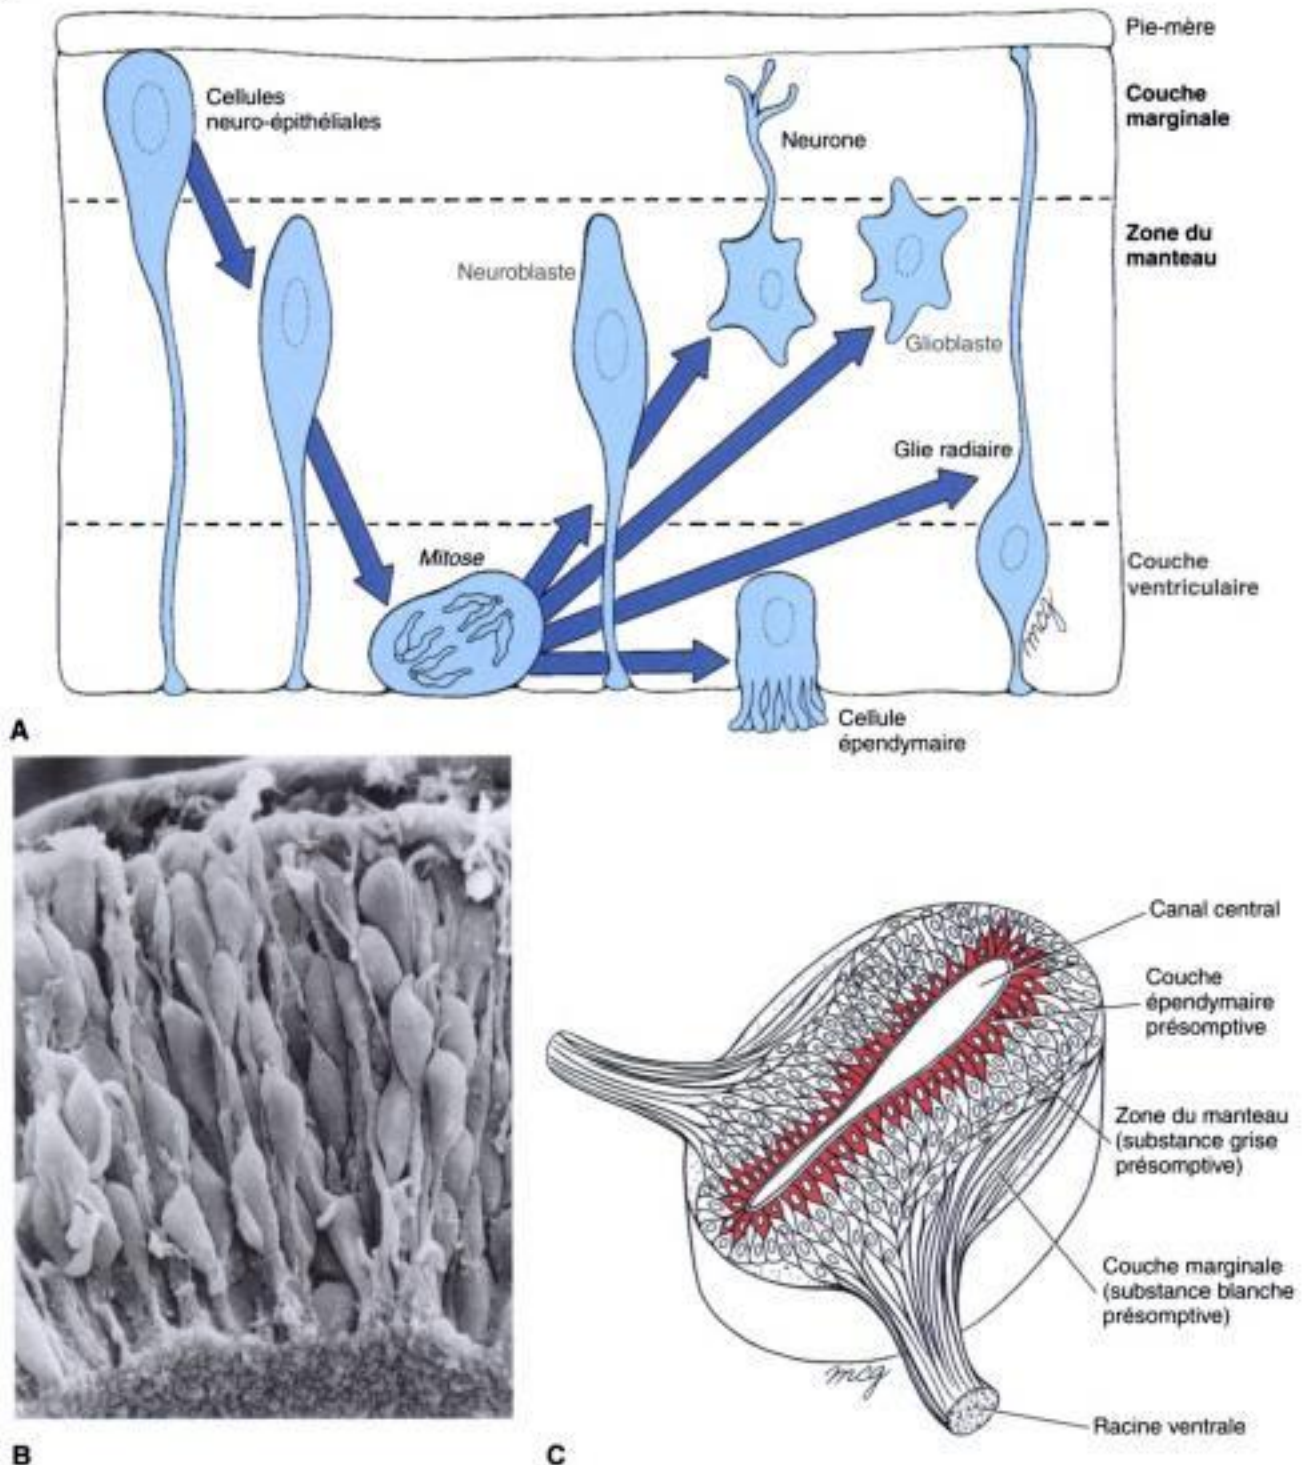 Pie-mère
Cellules
neuro-épithéliales
Couche
marginale
Neurone
Zone du
manteau
Neuroblaste
Glioblaste
Glie radiaire
Mitose
Couche
ventriculaire
mcg
Cellule
épendymaire
A
Canal central
Couche
épendymaire
présomptive
Zone du manteau
(substance grise
présomptive)
Couche marginale
(substance blanche
présomptive)
mcg
Racine ventrale
B
C